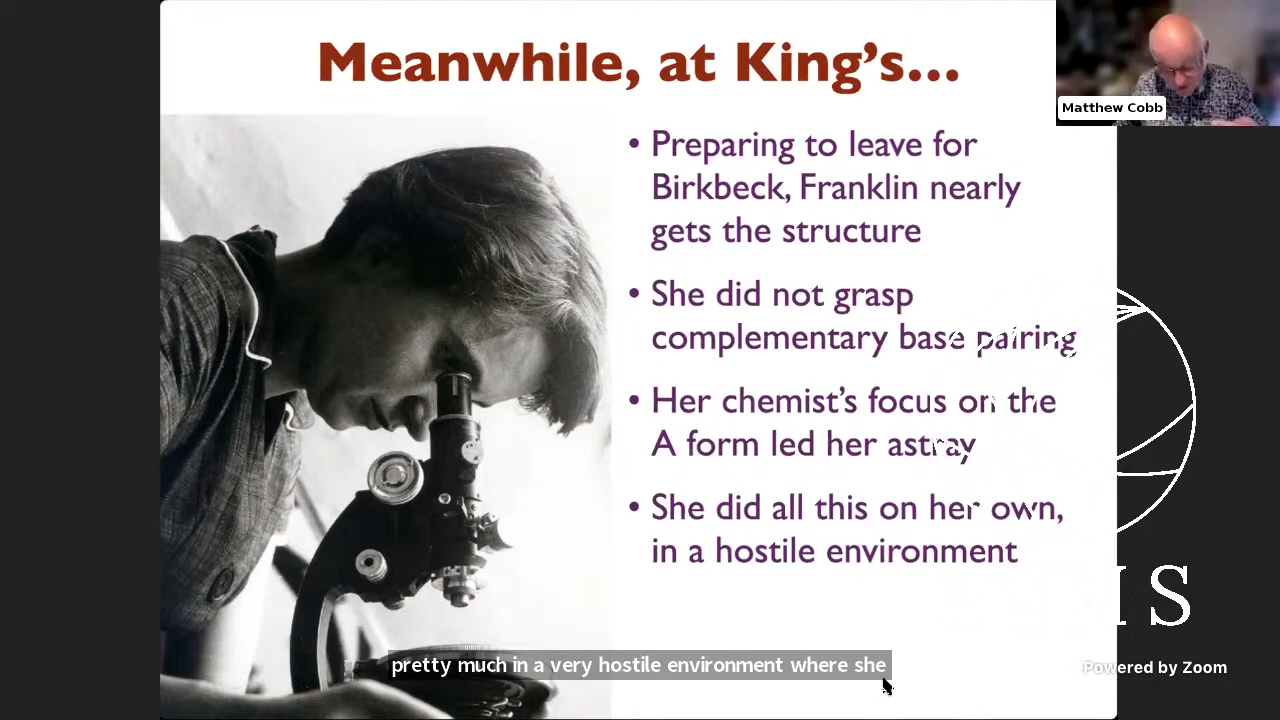 Meanwhile, at King's...
Matthew Cobb
• Preparing to leave for
Birkbeck, Franklin nearly
gets the structure
• She did not grasp
complementary base pairing
• Her chemist's focus on the
A form led her astray
• She did all this on her own,
in a hostile environment
S
pretty much in a very hostile environment where she
Powered by Zoom